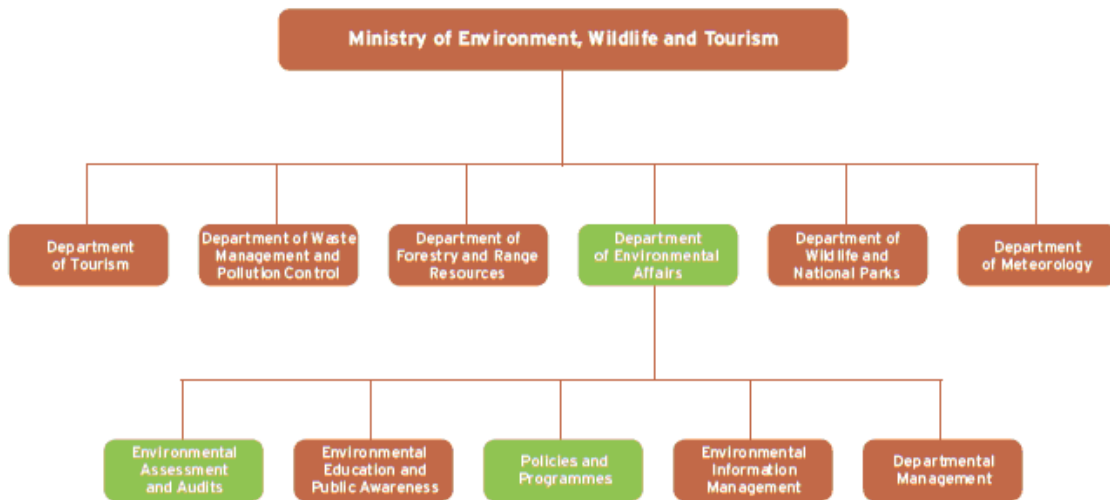 Ministry of Environment, Wildlife and Tourism
Department
of Tourism
Department of Waste
Management and
Pollution Control
Department of
Forestry and Range
Resources
Department
of Environmental
Affairs
Department of
Wildlife and
National Parks
Department
of Meteorology
Environmental
Assessment
and Audits
Environmental
Education and
Public Awareness
Policies and
Programmes
Environmental
Information
Management
Departmental
Management